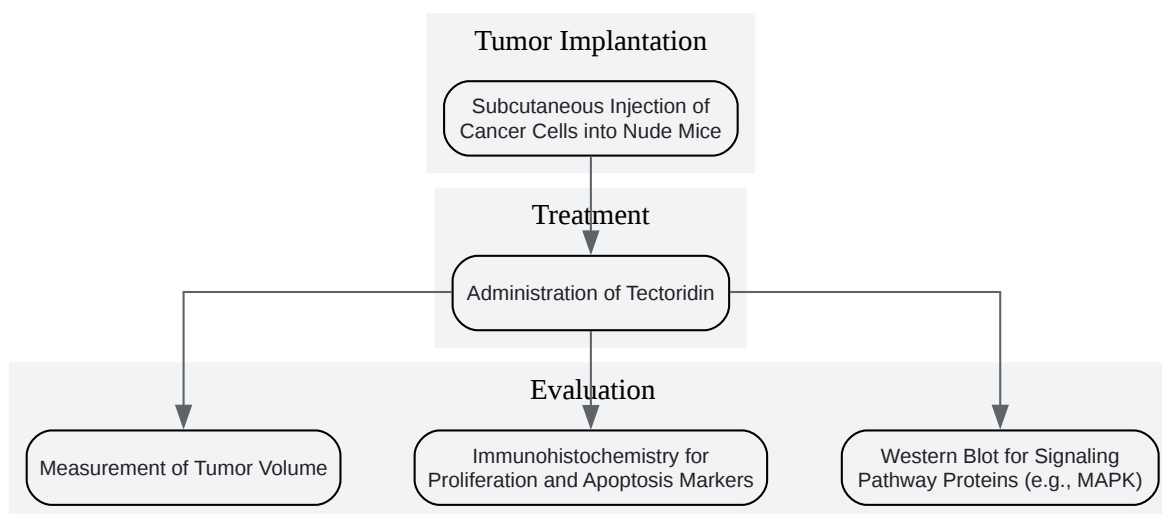 Tumor Implantation
Subcutaneous Injection of
Cancer Cells into Nude Mice
Treatment
Administration of Tectoridin
Evaluation
Measurement of Tumor Volume
Immunohistochemistry for
Proliferation and Apoptosis Markers
Western Blot for Signaling
Pathway Proteins (e.g., MAPK)